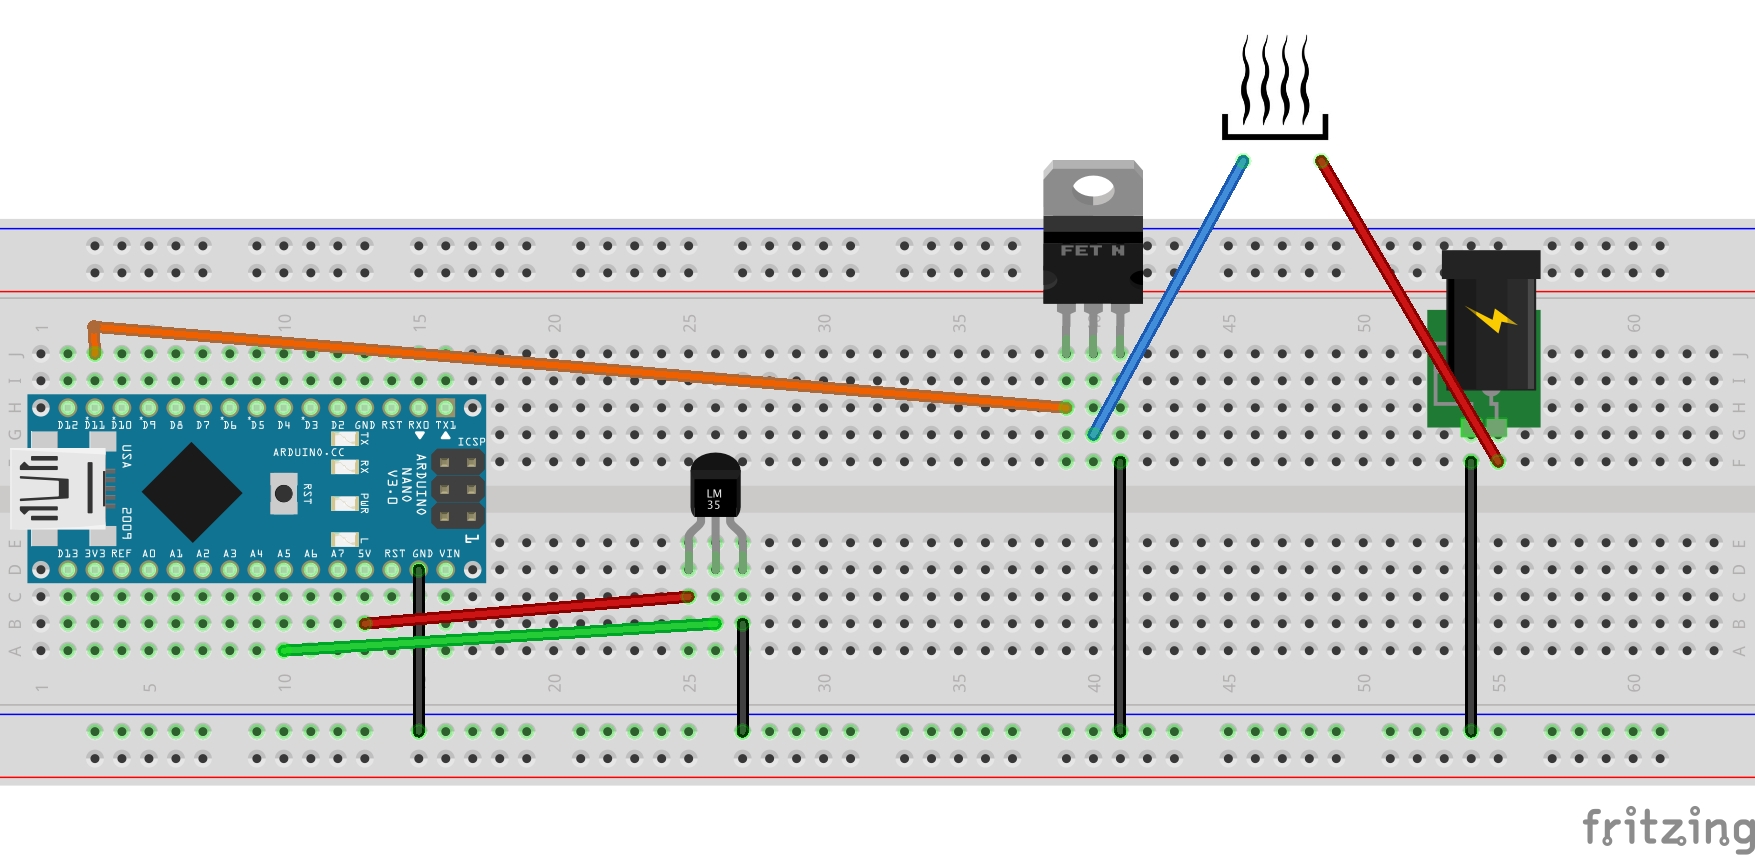 FET N
1 10 15 20 25 30 35 40 45 50 60
J J
I I
H H
D12 D11 D10 D9 D8 D7 D6 D5 D4 D3 D2 GND RST RX0 TX1
G G
TX
ICSP
USA
ARDUINO.CC
RX
ARDUINO
NANO
V3.0
F F
RST
LM
35
PWR
2009
L
1
E E
D13 3V3 REF A0 A1 A2 A3 A4 A5 A6 A7 5V RST GND VIN
D D
C C
B B
A A
1 5 10 20 25 30 35 40 45 50 55 60
fritzing